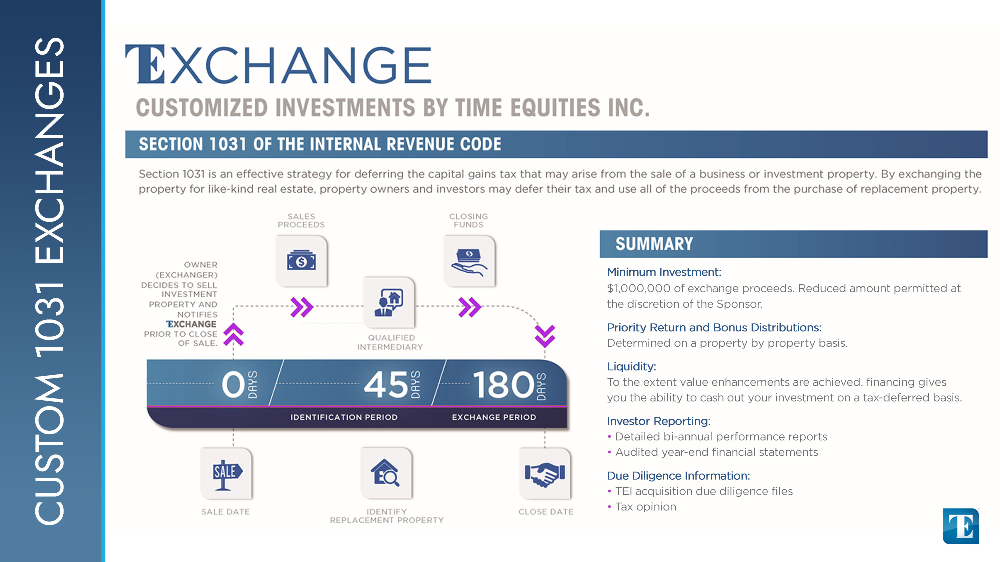 CUSTOM 1031 EXCHANGES
TEXCHANGE
CUSTOMIZED INVESTMENTS BY TIME EQUITIES INC.
SECTION 1031 OF THE INTERNAL REVENUE CODE
Section 1031 is an effective strategy for deferring the capital gains tax that may arise from the sale of a business or investment property. By exchanging the
property for like-kind real estate, property owners and investors may defer their tax and use all of the proceeds from the purchase of replacement property.
SALES
PROCEEDS
CLOSING
FUNDS
OWNER
(EXCHANGER)
DECIDES TO SELL
INVESTMENT
PROPERTY AND
NOTIFIES
TEXCHANGE
PRIOR TO CLOSE
OF SALE.
QUALIFIED
INTERMEDIARY
0 DAYS
45 DAYS
180 DAYS
IDENTIFICATION PERIOD
EXCHANGE PERIOD
SALE
SALE DATE
IDENTIFY
REPLACEMENT PROPERTY
CLOSE DATE
SUMMARY
Minimum Investment:
$1,000,000 of exchange proceeds. Reduced amount permitted at
the discretion of the Sponsor.
Priority Return and Bonus Distributions:
Determined on a property by property basis.
Liquidity:
To the extent value enhancements are achieved, financing gives
you the ability to cash out your investment on a tax-deferred basis.
Investor Reporting:
• Detailed bi-annual performance reports
• Audited year-end financial statements
Due Diligence Information:
• TEI acquisition due diligence files
• Tax opinion
TE